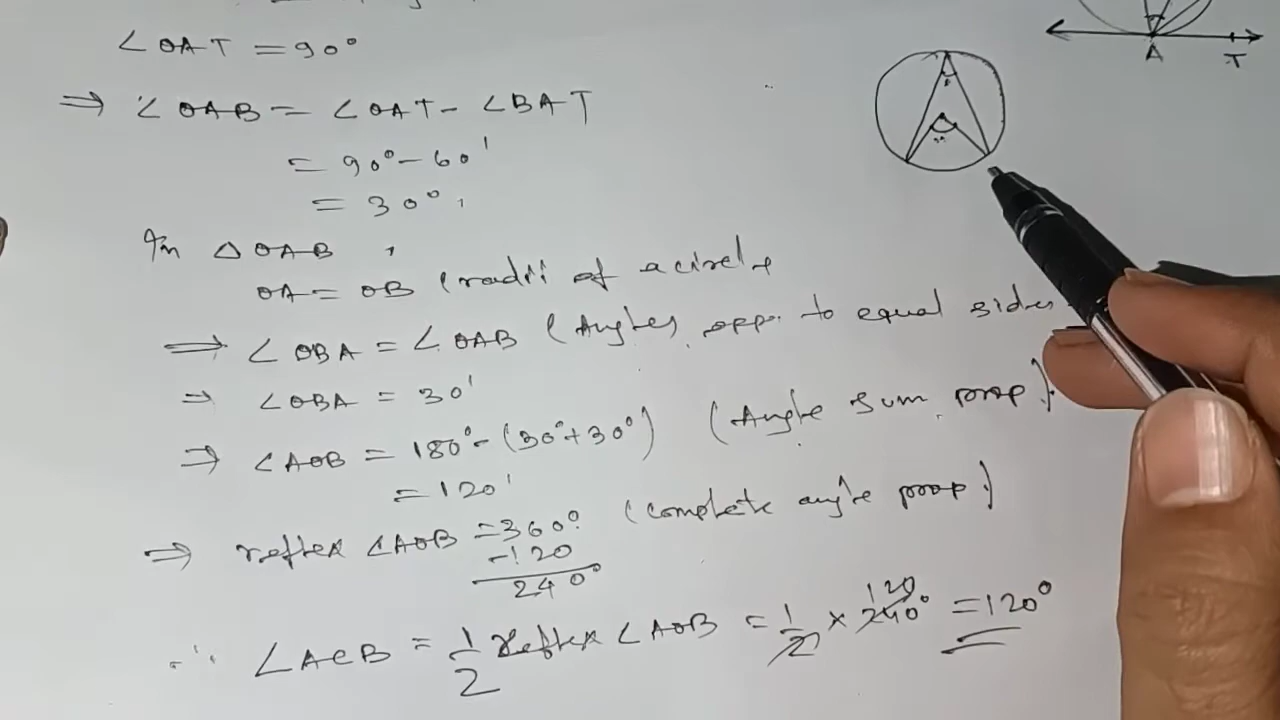 ∠OAT = 90°
A T
⇒ ∠OAB = ∠OAT - ∠BAT
= 90° - 60'
= 30°,
In △OAB,
OA = OB (radii of a circle
⇒ ∠OBA = ∠OAB (Angles oppo. to equal sides
⇒ ∠OBA = 30'
⇒ ∠AOB = 180° - (30° + 30°) (Angle sum prop.)
= 120'
⇒ reflex ∠AOB = 360° (complete angle prop.)
-120
240°
∴ ∠ACB = 1/2 reflex ∠AOB = 1/2 × 240° = 120°
120